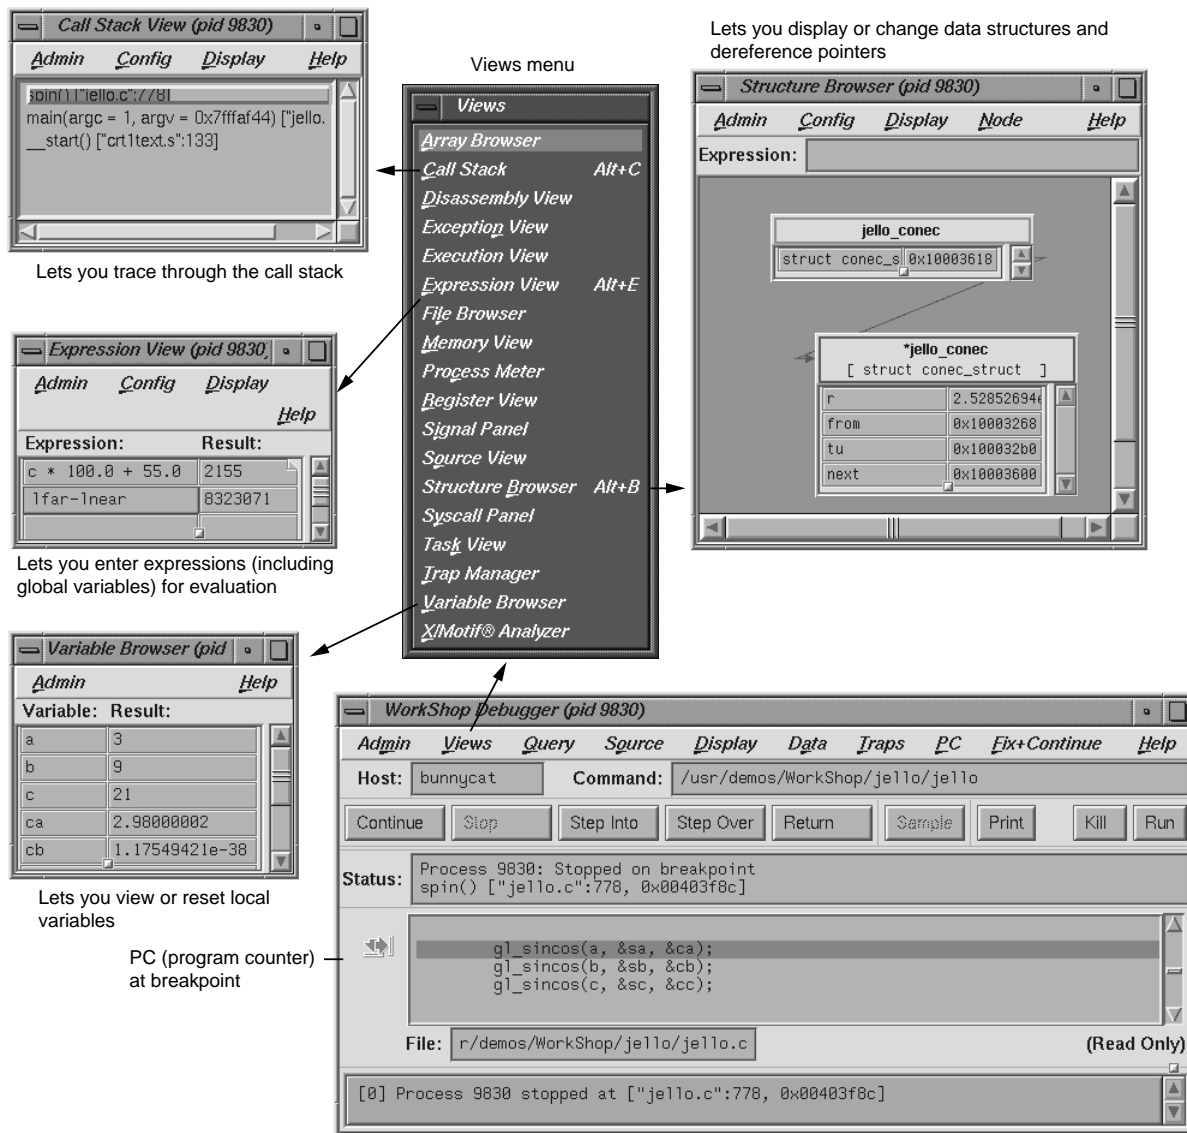 Call Stack View (pid 9830)
Admin Config Display Help
spin() ["jello.c":778]
main(argc = 1, argv = 0x7fffaf44) ["jello.
__start() ["crt1text.s":133]
Lets you trace through the call stack
Views menu
Views
Array Browser
Call Stack Alt+C
Disassembly View
Exception View
Execution View
Expression View Alt+E
File Browser
Memory View
Process Meter
Register View
Signal Panel
Source View
Structure Browser Alt+B
Syscall Panel
Task View
Trap Manager
Variable Browser
X/Motif® Analyzer
Lets you display or change data structures and
dereference pointers
Structure Browser (pid 9830)
Admin Config Display Node Help
Expression:
jello_conec
struct conec_s 0x10003618
*jello_conec
[ struct conec_struct ]
r 2.52852694e
from 0x10003268
tu 0x100032b0
next 0x10003600
Expression View (pid 9830)
Admin Config Display
Help
Expression: Result:
c * 100.0 + 55.0 2155
lfar-lnear 8323071
Lets you enter expressions (including
global variables) for evaluation
Variable Browser (pid
Admin Help
Variable: Result:
a 3
b 9
c 21
ca 2.98000002
cb 1.17549421e-38
Lets you view or reset local
variables
PC (program counter)
at breakpoint
WorkShop Debugger (pid 9830)
Admin Views Query Source Display Data Traps PC Fix+Continue Help
Host: bunnycat Command: /usr/demos/WorkShop/jello/jello
Continue Stop Step Into Step Over Return Sample Print Kill Run
Status: Process 9830: Stopped on breakpoint
spin() ["jello.c":778, 0x00403f8c]
gl_sincos(a, &sa, &ca);
gl_sincos(b, &sb, &cb);
gl_sincos(c, &sc, &cc);
File: r/demos/WorkShop/jello/jello.c (Read Only)
[0] Process 9830 stopped at ["jello.c":778, 0x00403f8c]